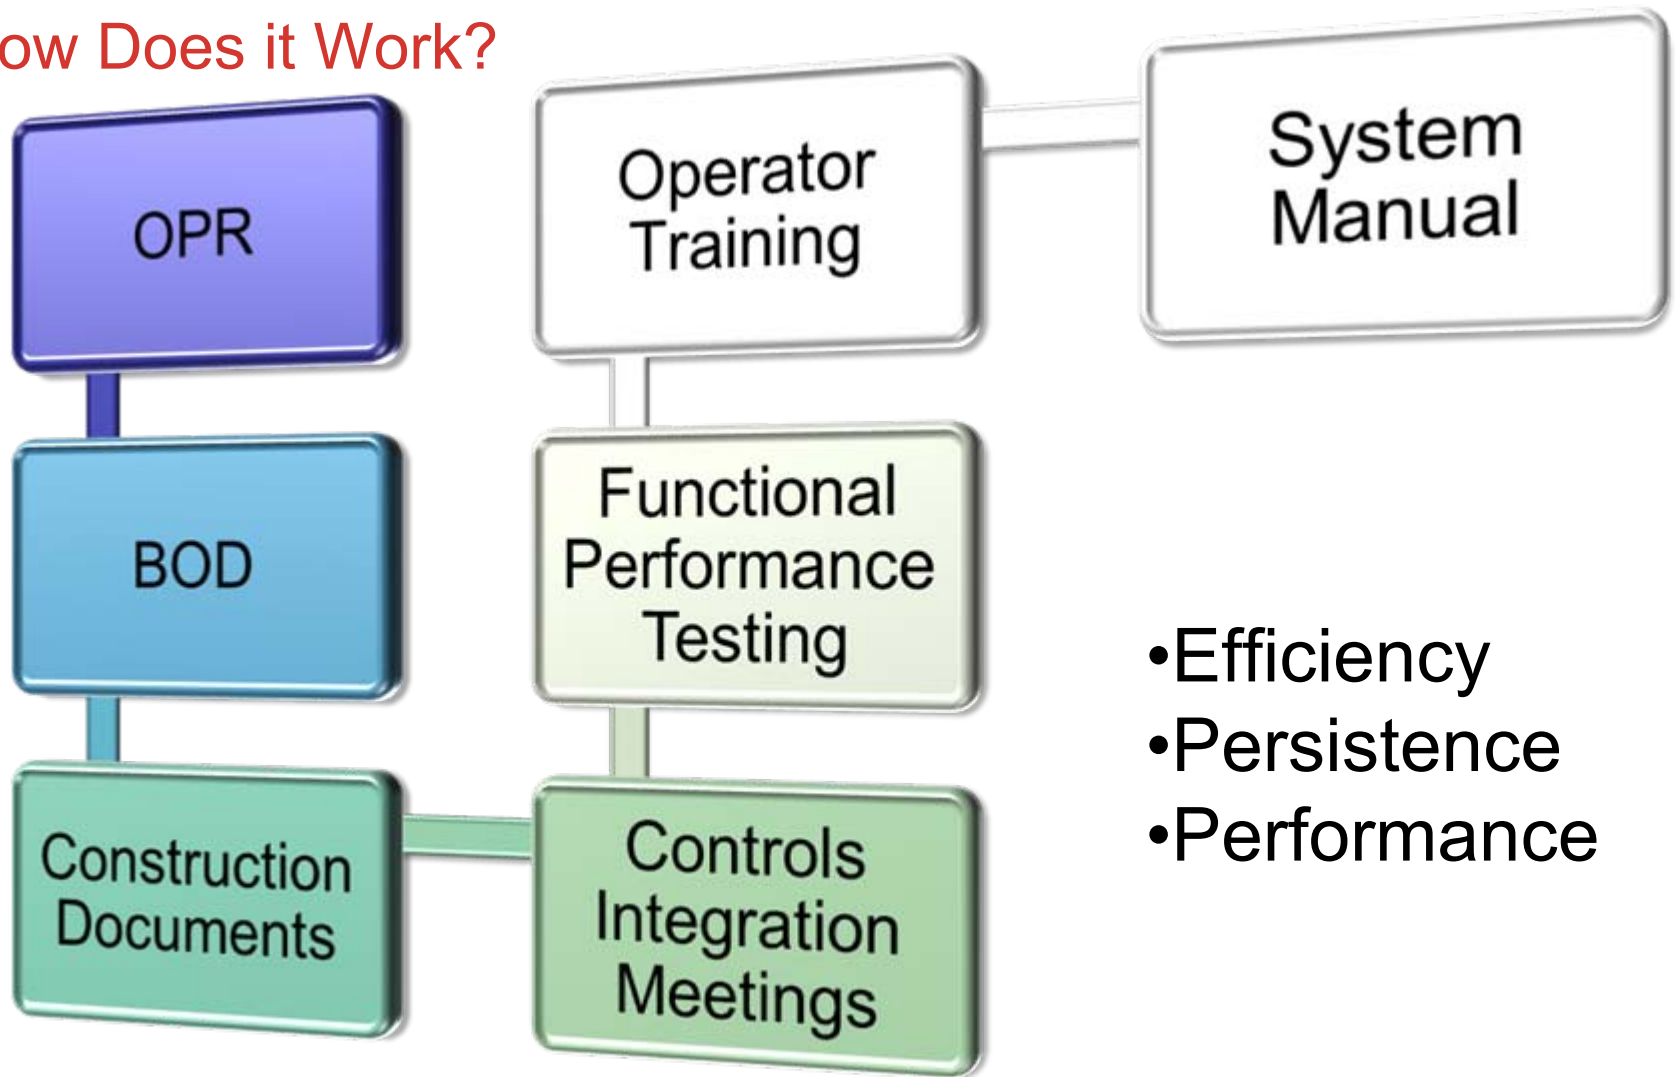 ow Does it Work?
OPR
BOD
Construction
Documents
Controls
Integration
Meetings
Functional
Performance
Testing
Operator
Training
System
Manual
•Efficiency
•Persistence
•Performance